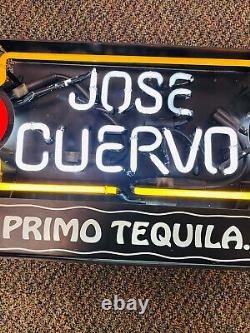 JOSE
CUERVO
PRIMO TEQUILA.